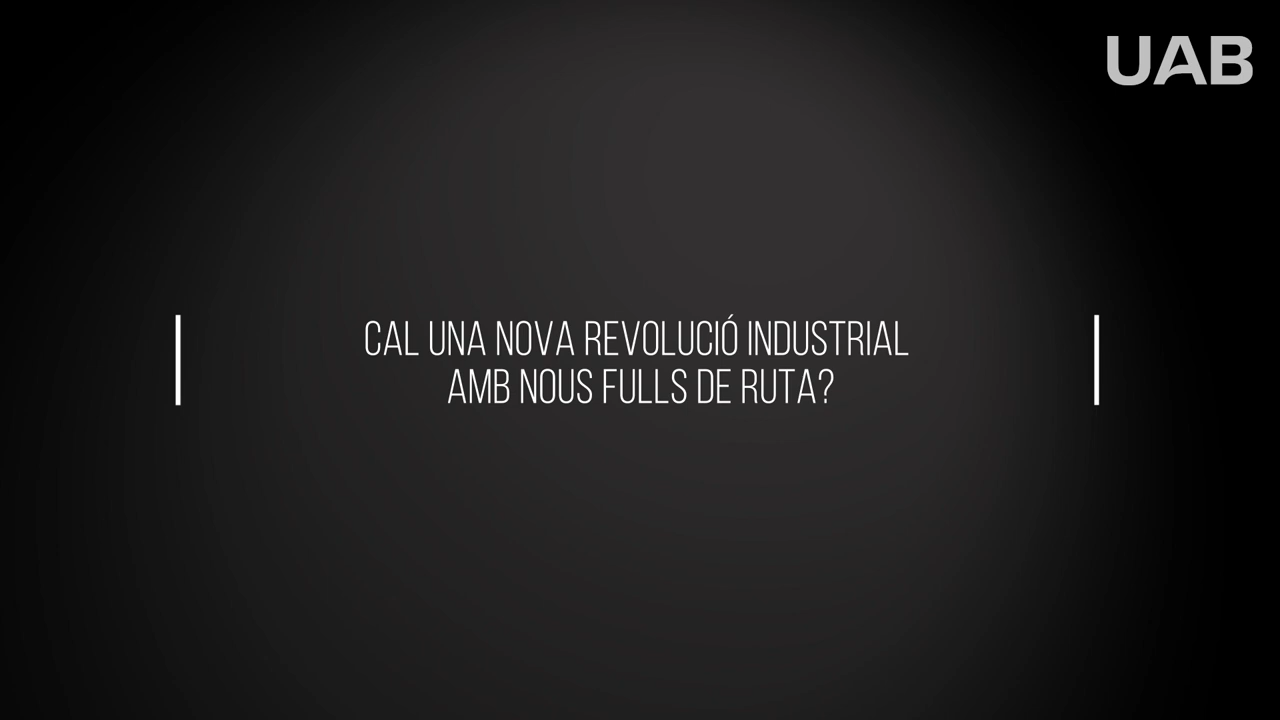 UAB
CAL UNA NOVA REVOLUCIÓ INDUSTRIAL
AMB NOUS FULLS DE RUTA?